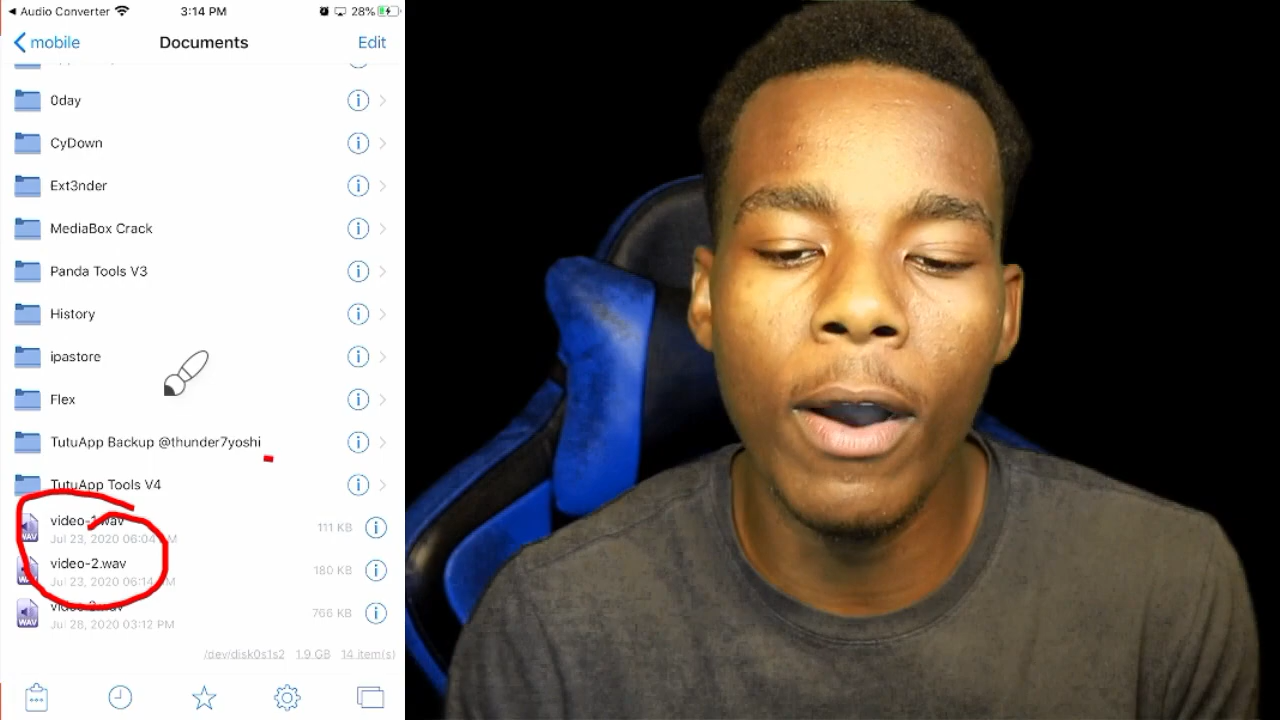 Audio Converter 3:14 PM 28%
mobile Documents Edit
0day
CyDown
Ext3nder
MediaBox Crack
Panda Tools V3
History
ipastore
Flex
TutuApp Backup @thunder7yoshi
TutuApp Tools V4
video-1.wav
WAV Jul 23, 2020 06:04 111 KB
video-2.wav
WAV Jul 23, 2020 06:14 180 KB
WAV Jul 28, 2020 03:12 PM 766 KB
/dev/disk0s1s2 1.9 GB 14 item(s)